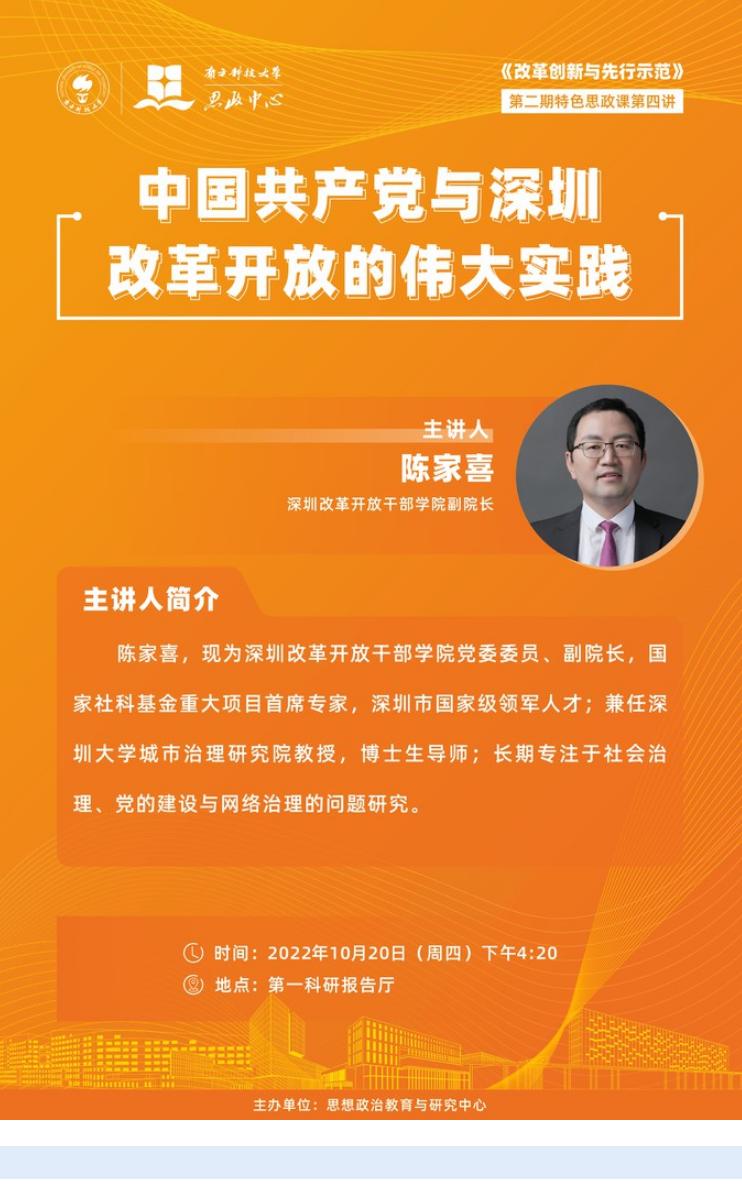 南方科技大学
思政中心
《改革创新与先行示范》
第二期特色思政课第四讲
中国共产党与深圳
改革开放的伟大实践
主讲人
陈家喜
深圳改革开放干部学院副院长
主讲人简介
陈家喜，现为深圳改革开放干部学院党委委员、副院长，国
家社科基金重大项目首席专家，深圳市国家级领军人才；兼任深
圳大学城市治理研究院教授，博士生导师；长期专注于社会治
理、党的建设与网络治理的问题研究。
时间：2022年10月20日（周四）下午4:20
地点：第一科研报告厅
主办单位：思想政治教育与研究中心